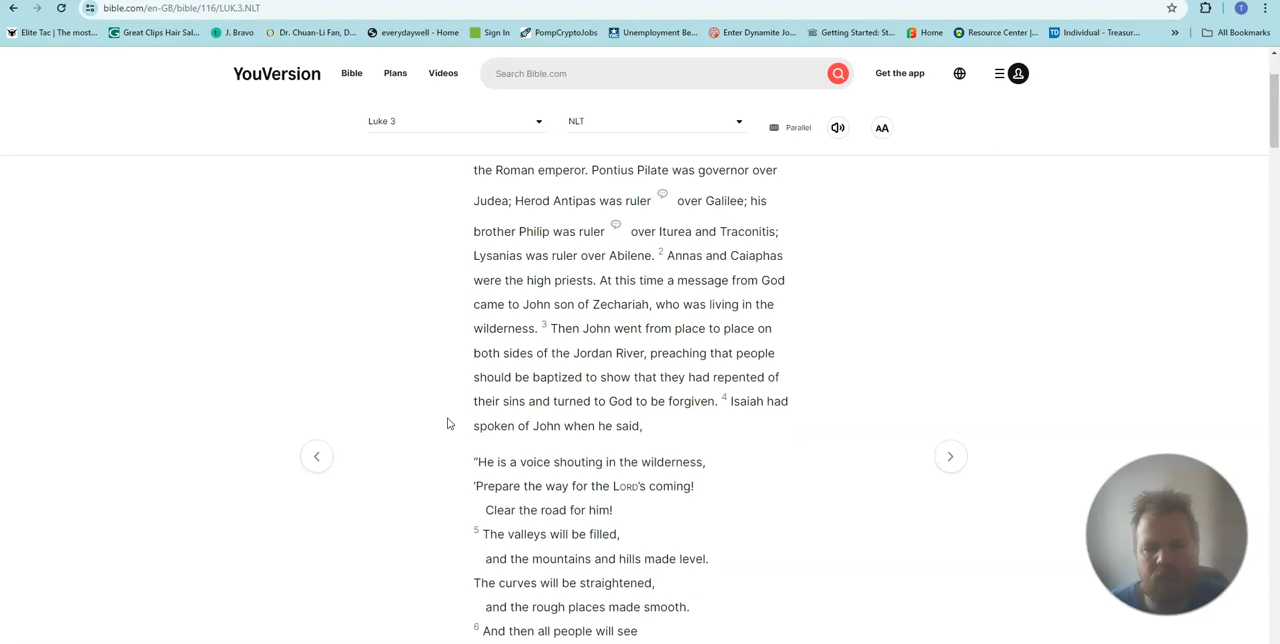 bible.com/en-GB/bible/116/LUK.3.NLT
T
Elite Tac | The most...
Great Clips Hair Sal...
J. Bravo
Dr. Chuan-Li Fan, D...
everydaywell - Home
Sign In
PompCryptoJobs
Unemployment Be...
Enter Dynamite Jo...
Getting Started: St...
Home
Resource Center |...
TD Individual - Treasur...
»
All Bookmarks
YouVersion
Bible
Plans
Videos
Search Bible.com
Get the app
Luke 3
NLT
Parallel
AA
the Roman emperor. Pontius Pilate was governor over
Judea; Herod Antipas was ruler over Galilee; his
brother Philip was ruler over Iturea and Traconitis;
Lysanias was ruler over Abilene. 2 Annas and Caiaphas
were the high priests. At this time a message from God
came to John son of Zechariah, who was living in the
wilderness. 3 Then John went from place to place on
both sides of the Jordan River, preaching that people
should be baptized to show that they had repented of
their sins and turned to God to be forgiven. 4 Isaiah had
spoken of John when he said,
“He is a voice shouting in the wilderness,
‘Prepare the way for the LORD’s coming!
Clear the road for him!
5 The valleys will be filled,
and the mountains and hills made level.
The curves will be straightened,
and the rough places made smooth.
6 And then all people will see